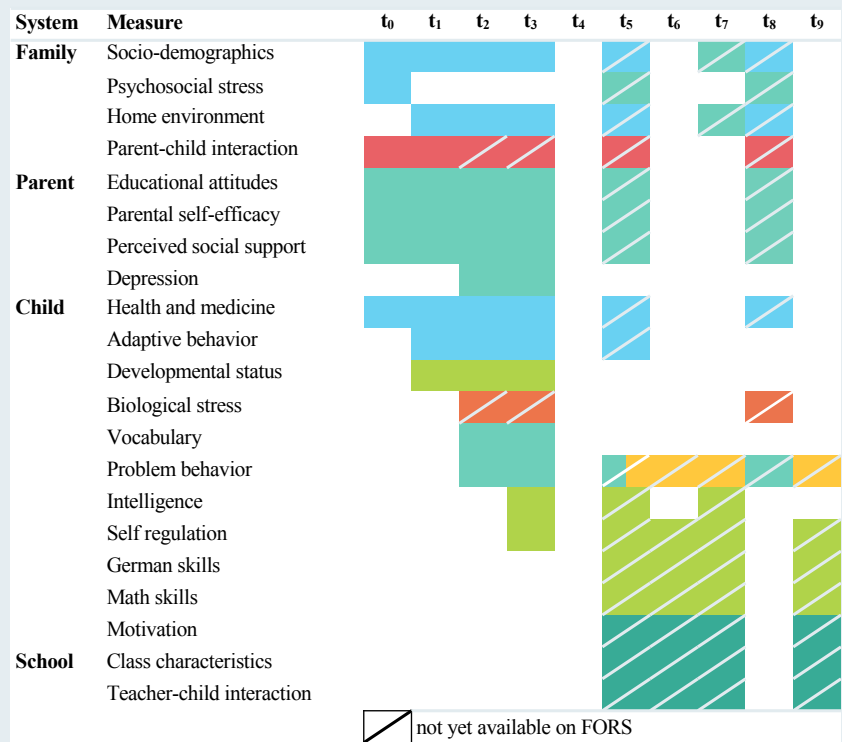 System Measure t₀ t₁ t₂ t₃ t₄ t₅ t₆ t₇ t₈ t₉
Family Socio-demographics
Psychosocial stress
Home environment
Parent-child interaction
Parent Educational attitudes
Parental self-efficacy
Perceived social support
Depression
Child Health and medicine
Adaptive behavior
Developmental status
Biological stress
Vocabulary
Problem behavior
Intelligence
Self regulation
German skills
Math skills
Motivation
School Class characteristics
Teacher-child interaction
not yet available on FORS